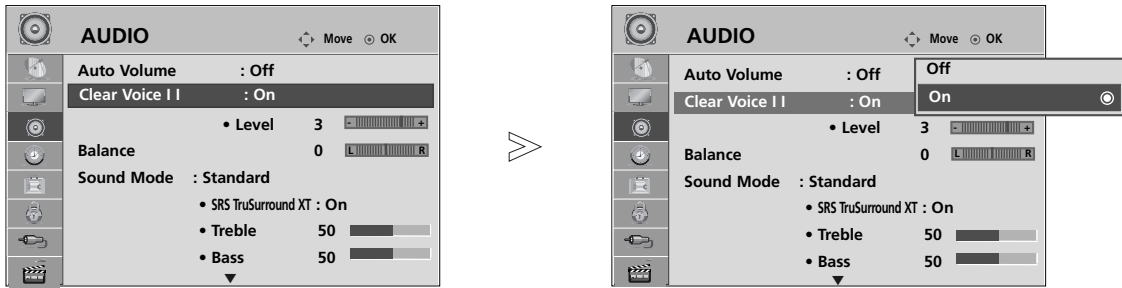 AUDIO Move OK
Auto Volume : Off
Clear Voice I I : On
• Level 3 - +
Balance 0 L R
Sound Mode : Standard
• SRS TruSurround XT : On
• Treble 50
• Bass 50
AUDIO Move OK
Auto Volume : Off
Clear Voice I I : On
Off
On
• Level 3 - +
Balance 0 L R
Sound Mode : Standard
• SRS TruSurround XT : On
• Treble 50
• Bass 50